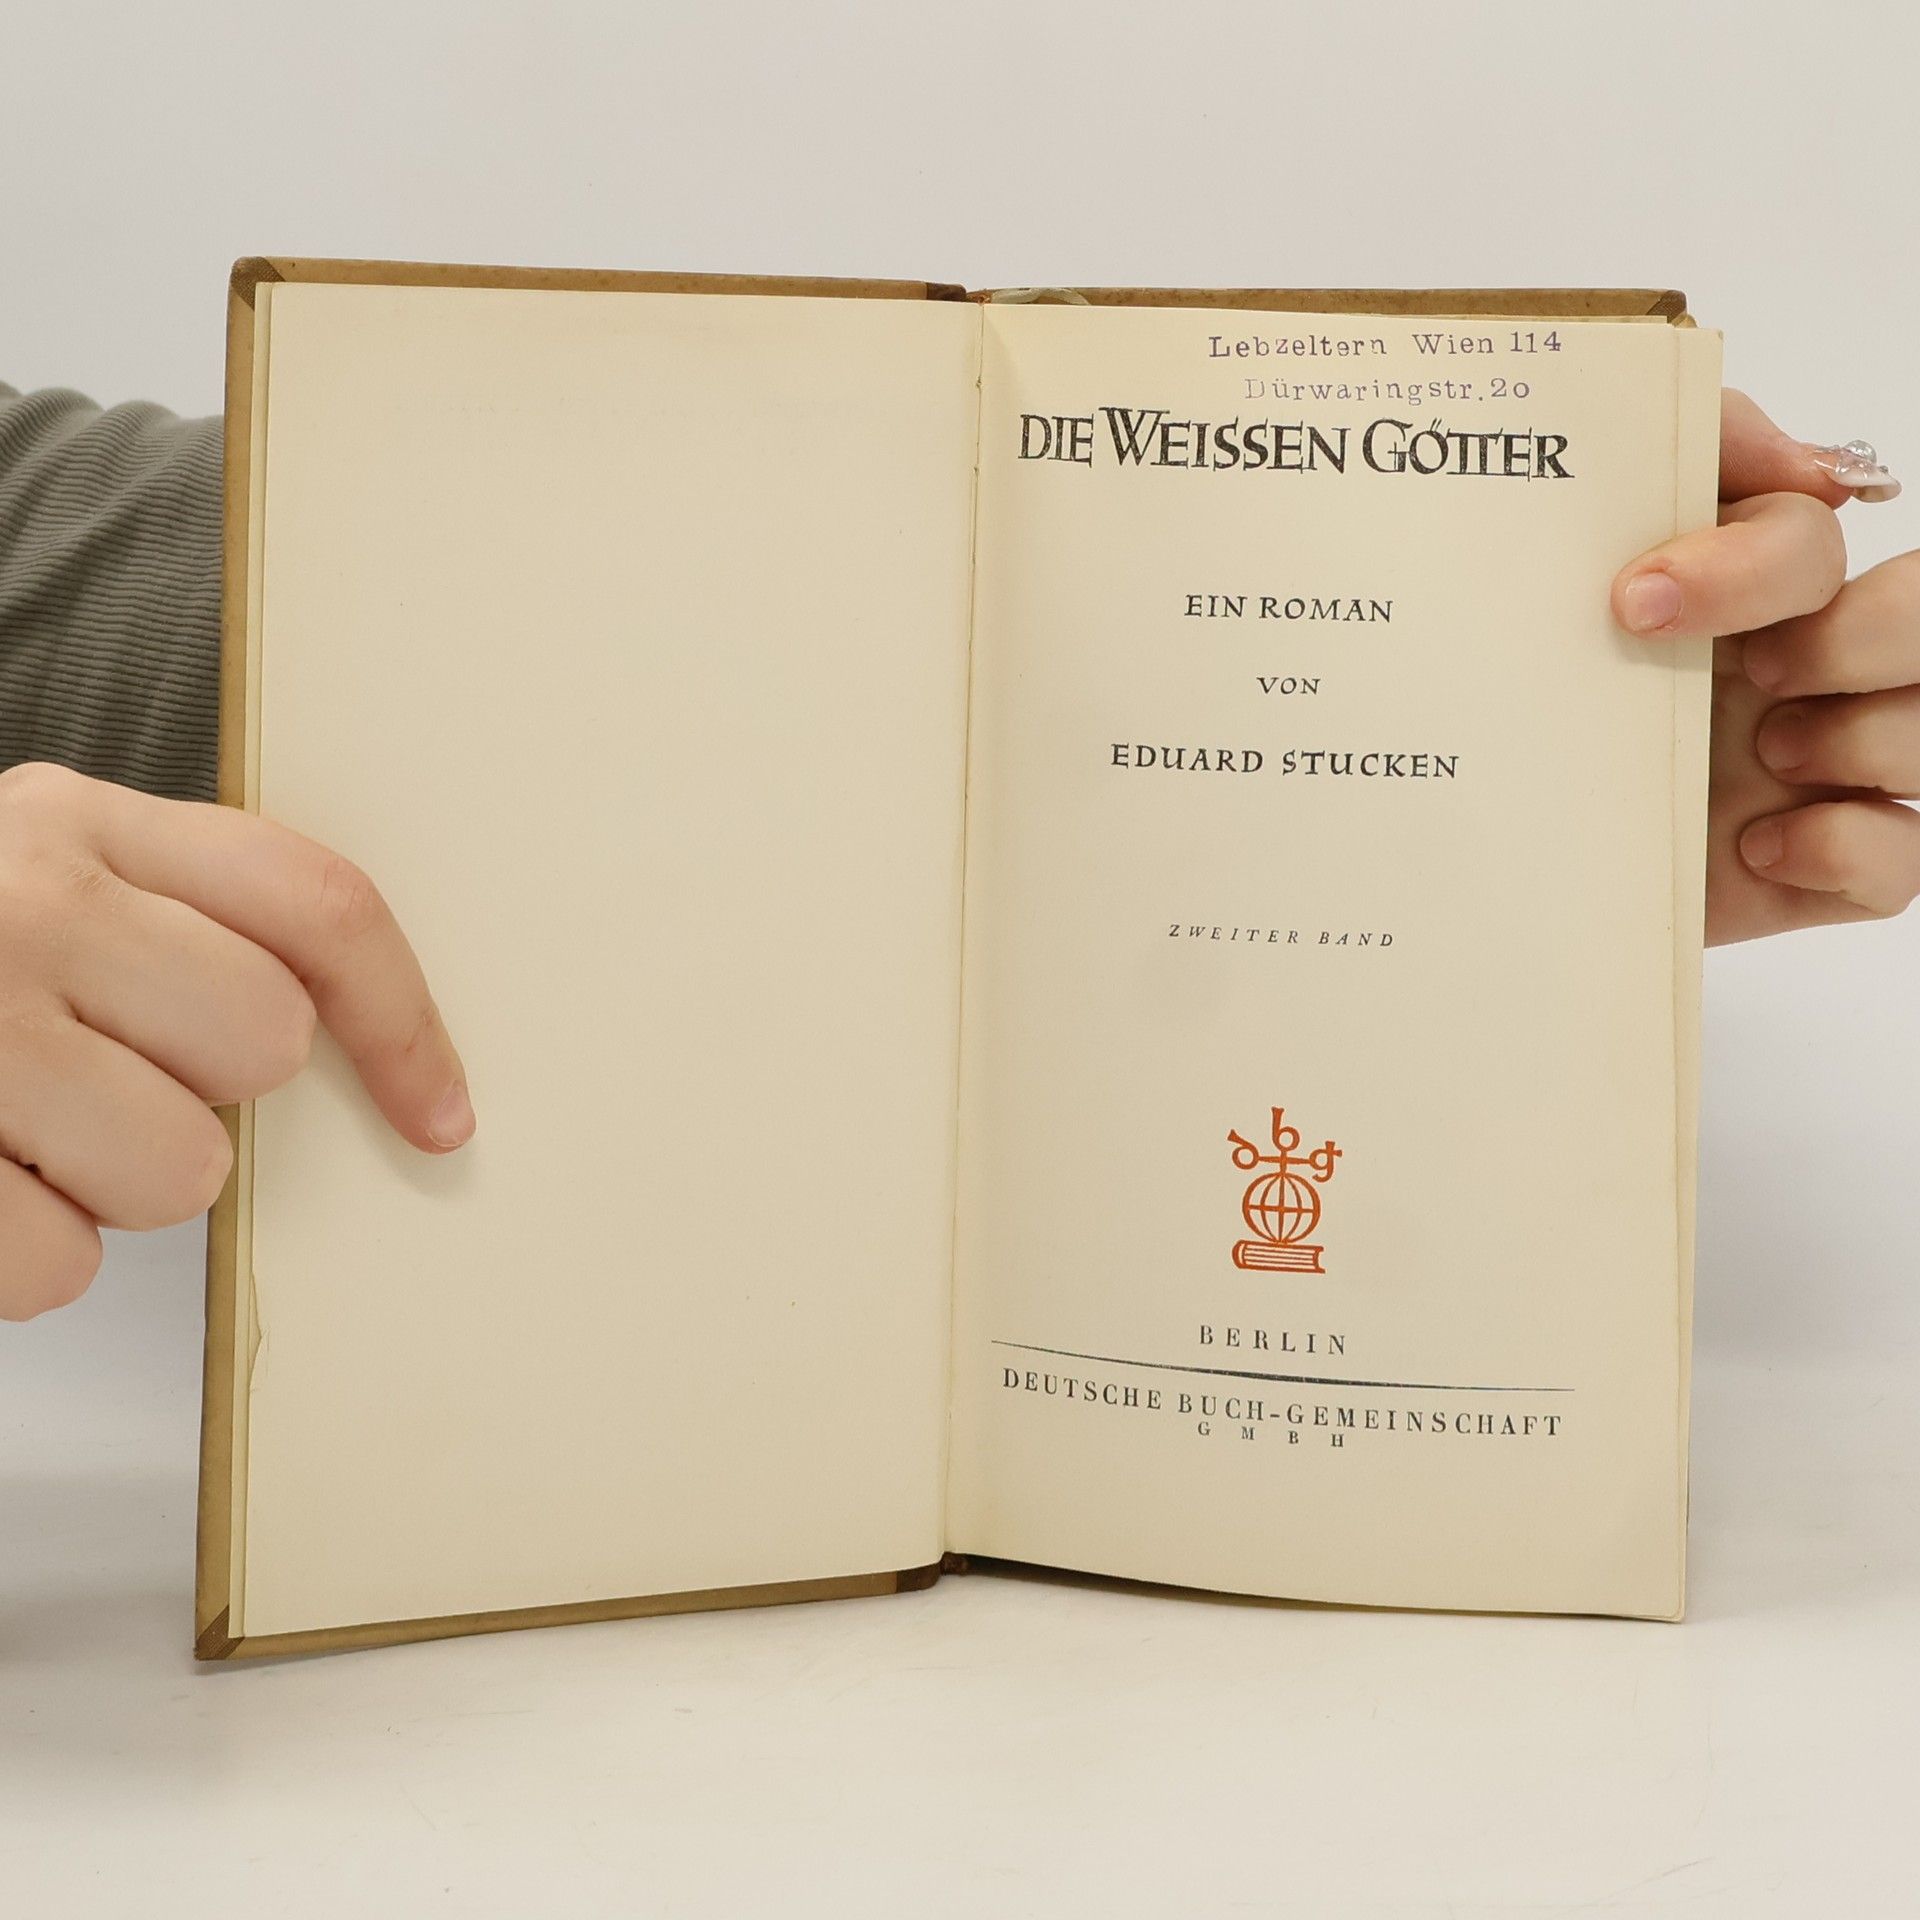 Lebzeltern Wien 114
Dürwaringstr.20
DIE WEISSEN GÖTTER
EIN ROMAN
VON
EDUARD STUCKEN
ZWEITER BAND
dbg
BERLIN
DEUTSCHE BUCH-GEMEINSCHAFT
GMBH